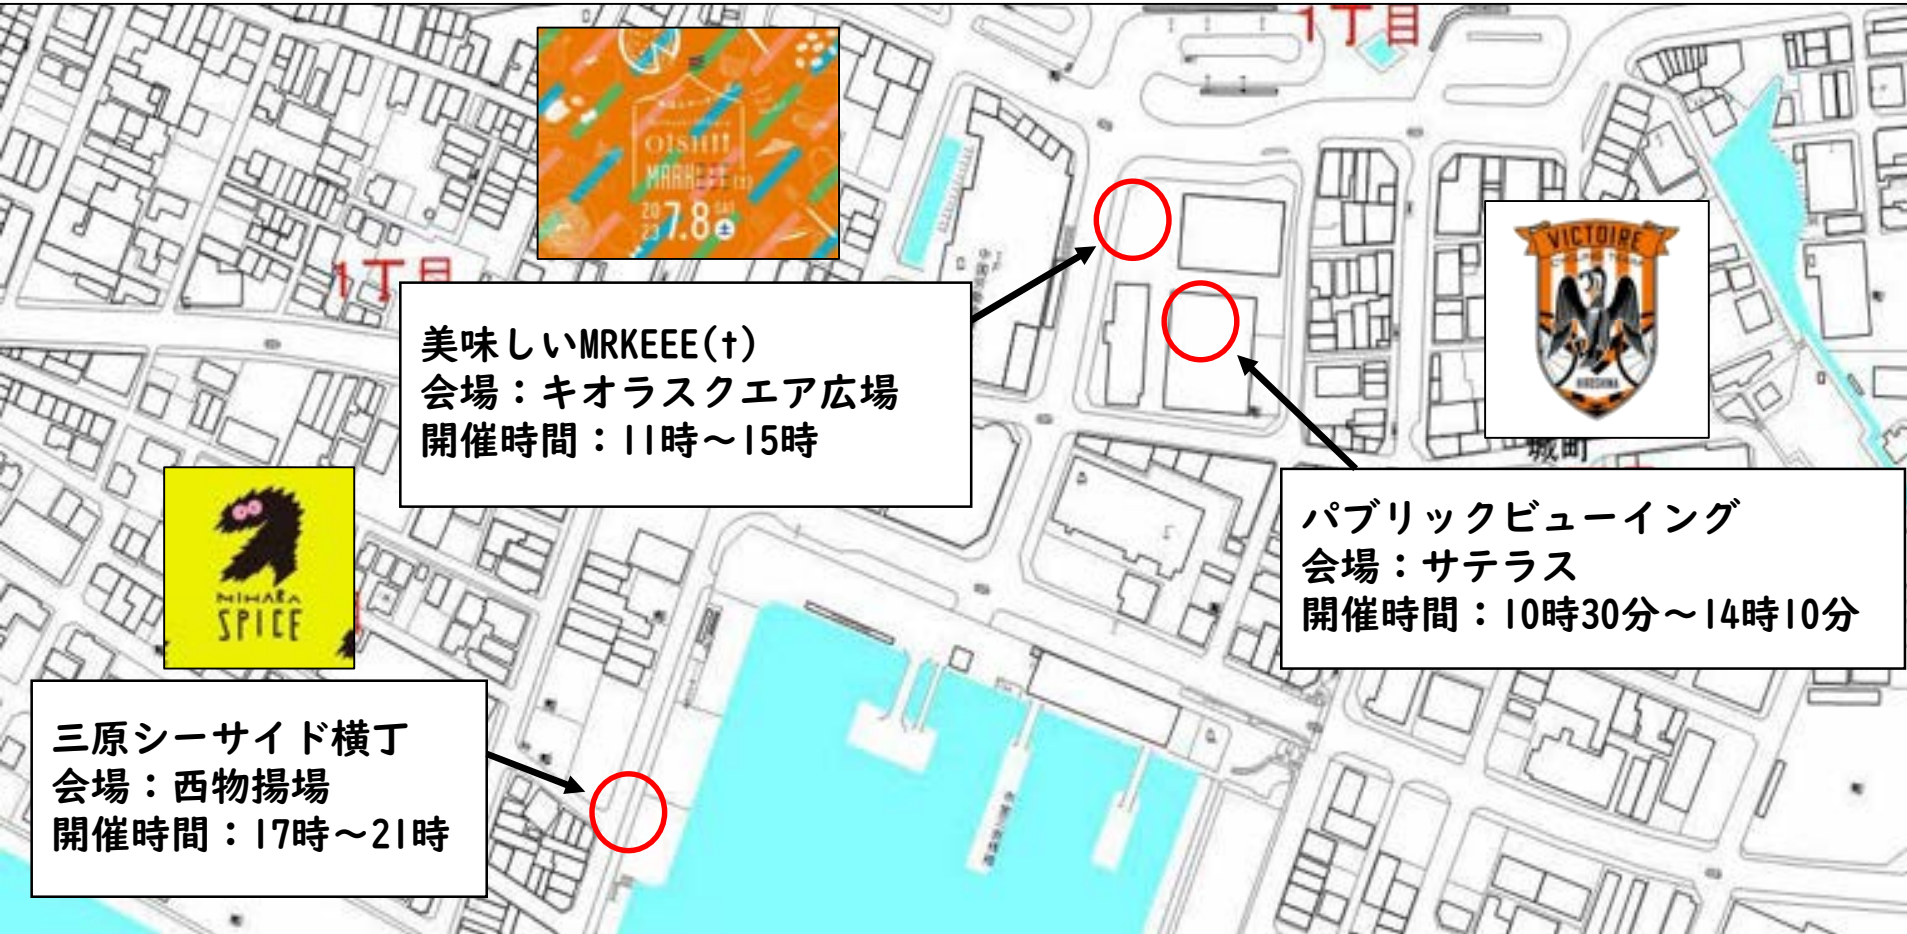 1丁目
OISHII
MARKEEE(t)
2023 7.8 SAT 土
VICTOIRE
CYCLING TEAM
HIROSHIMA
1丁目
美味しいMRKEEE(t)
会場：キオラスクエア広場
開催時間：11時～15時
城町
MIHARA
SPICE
パブリックビューイング
会場：サテラス
開催時間：10時30分～14時10分
三原シーサイド横丁
会場：西物揚場
開催時間：17時～21時